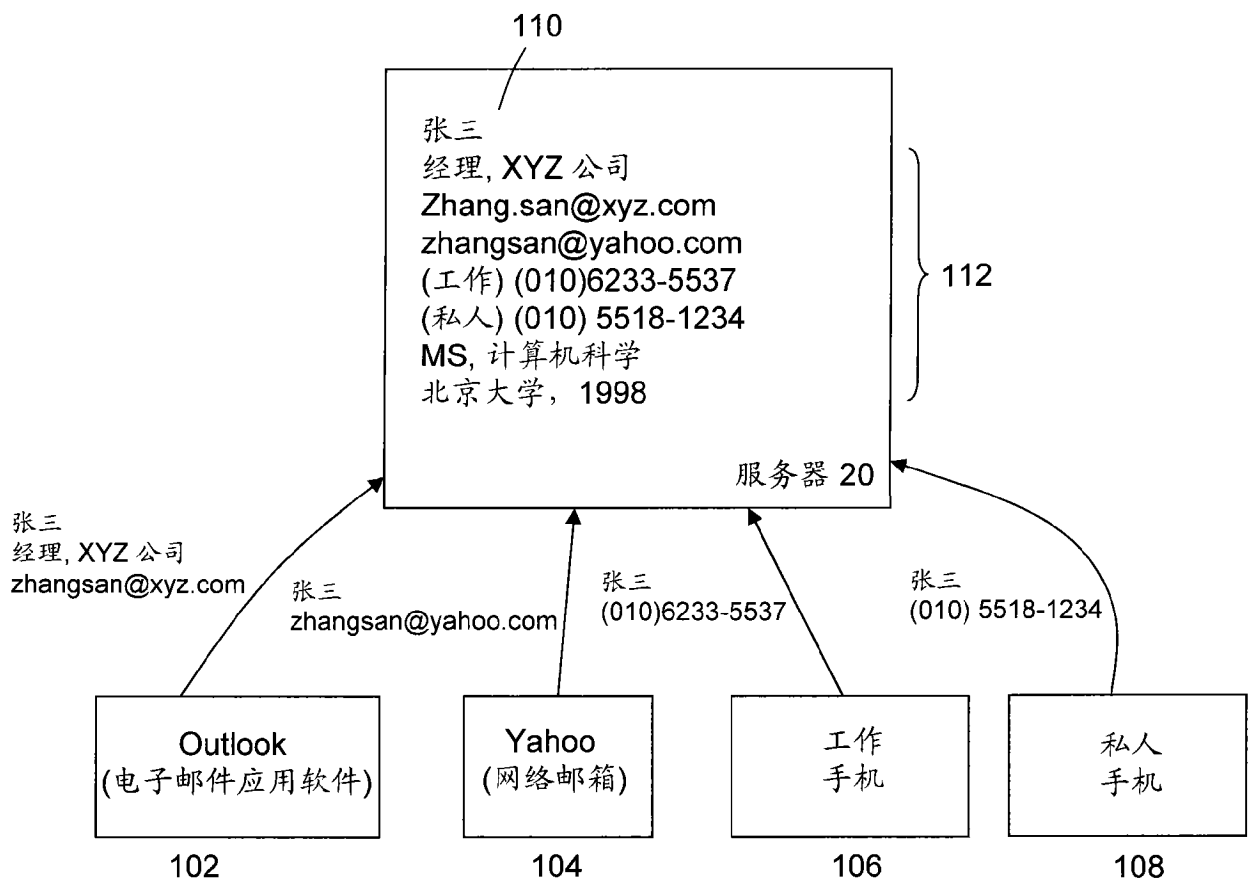 110
张三
经理, XYZ 公司
Zhang.san@xyz.com
zhangsan@yahoo.com
(工作) (010)6233-5537
(私人) (010) 5518-1234
MS, 计算机科学
北京大学，1998
112
服务器 20
张三
经理, XYZ 公司
zhangsan@xyz.com
张三
zhangsan@yahoo.com
张三
(010)6233-5537
张三
(010) 5518-1234
Outlook
(电子邮件应用软件)
Yahoo
(网络邮箱)
工作
手机
私人
手机
102
104
106
108